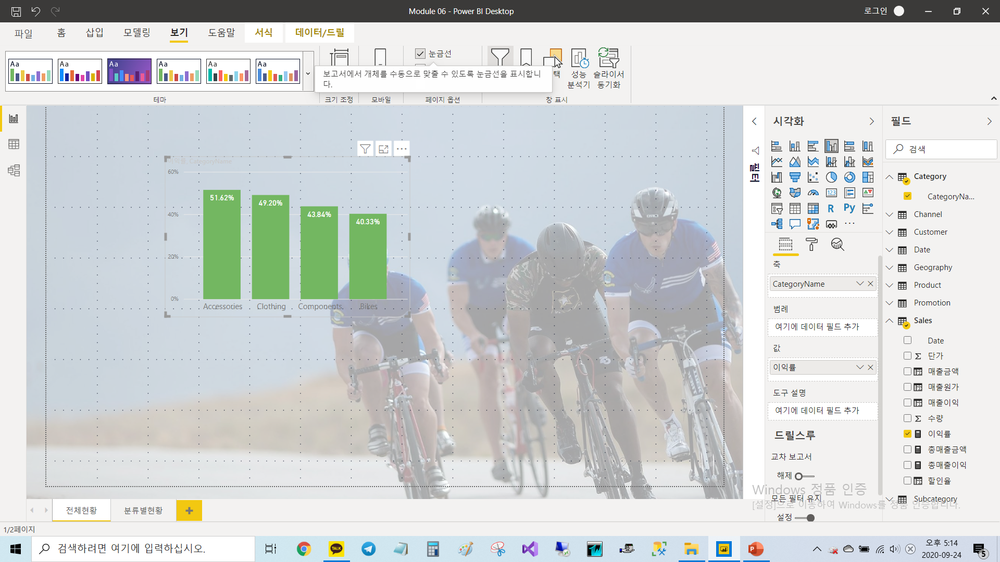 Module 06 - Power BI Desktop
로그인
파일
홈
삽입
모델링
보기
도움말
서식
데이터/드릴
Aa
Aa
Aa
Aa
Aa
Aa
눈금선
보고서에서 개체를 수동으로 맞출 수 있도록 눈금선을 표시합니
다.
택
성능
분석기
슬라이서
동기화
테마
크기 조정
모바일
페이지 옵션
창 표시
이익률, CategoryName
60%
40%
20%
0%
51.62%
49.20%
43.84%
40.33%
Accessories
Clothing
Components
Bikes
필터
시각화
123
R
Py
축
CategoryName
범례
여기에 데이터 필드 추가
값
이익률
도구 설명
여기에 데이터 필드 추가
드릴스루
교차 보고서
해제
모든 필터 유지
설정
필드
검색
Category
CategoryNa...
Channel
Customer
Date
Geography
Product
Promotion
Sales
Date
단가
매출금액
매출원가
매출이익
수량
이익률
총매출금액
총매출이익
할인율
Subcategory
Windows 정품 인증
[설정]으로 이동하여 Windows를 정품 인증합니다.
전체현황
분류별현황
1/2페이지
검색하려면 여기에 입력하십시오.
TALK
오후 5:14
2020-09-24
5